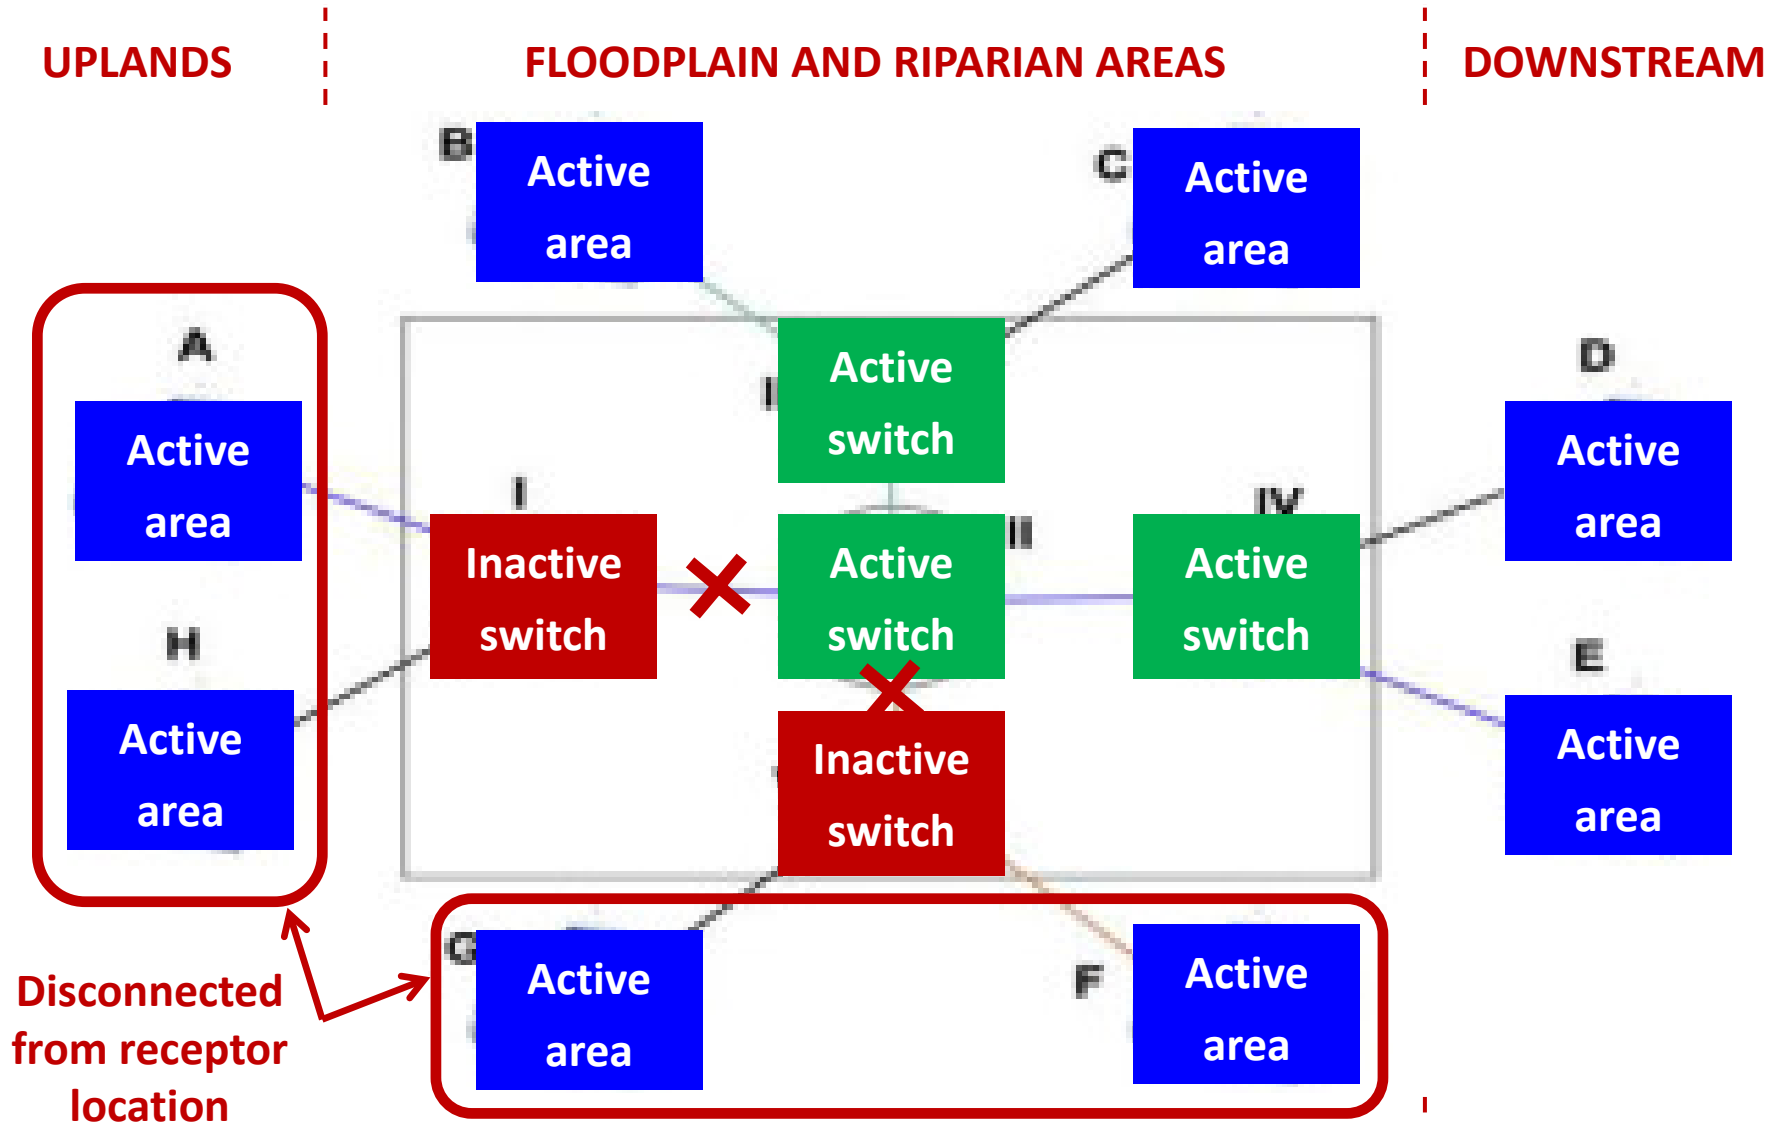 UPLANDS
FLOODPLAIN AND RIPARIAN AREAS
DOWNSTREAM
B
Active
area
C
Active
area
A
Active
area
I
Active
switch
D
Active
area
I
Inactive
switch
II
Active
switch
IV
Active
switch
H
Active
area
E
Active
area
Inactive
switch
G
Active
area
F
Active
area
Disconnected
from receptor
location